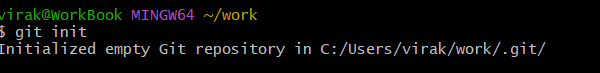 virak@WorkBook MINGW64 ~/work
$ git init
Initialized empty Git repository in C:/Users/virak/work/.git/